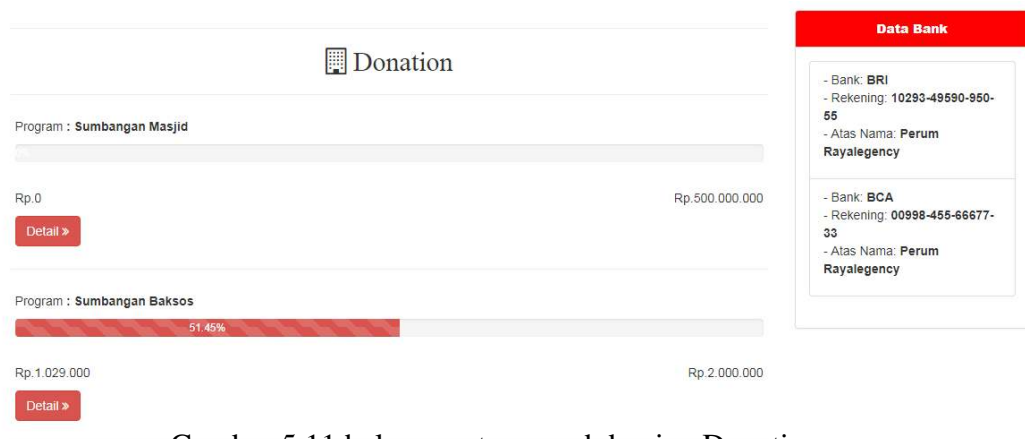 Donation
Program : Sumbangan Masjid
Rp.0
Rp.500.000.000
Detail »
Program : Sumbangan Baksos
51.45%
Rp.1.029.000
Rp.2.000.000
Detail »
Data Bank
- Bank: BRI
- Rekening: 10293-49590-950-
55
- Atas Nama: Perum
Rayalegency
- Bank: BCA
- Rekening: 00998-455-66677-
33
- Atas Nama: Perum
Rayalegency